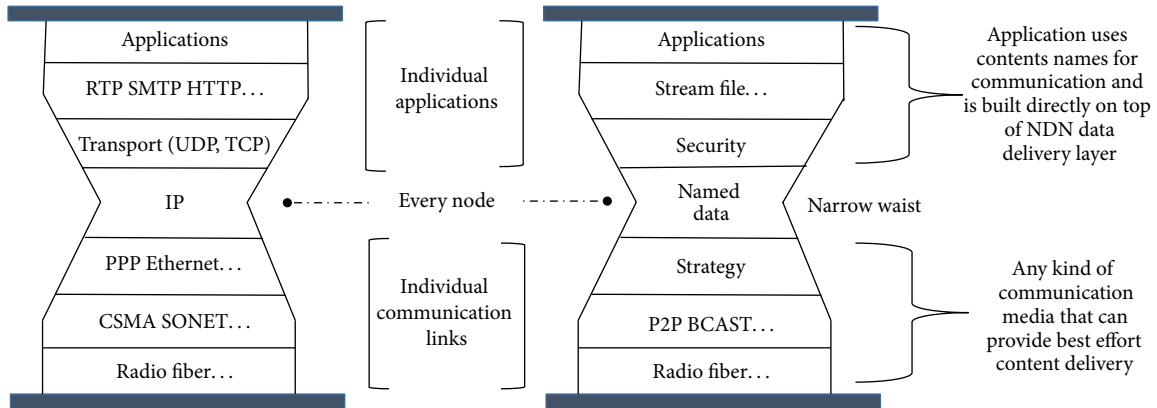 Applications
RTP SMTP HTTP...
Transport (UDP, TCP)
IP
PPP Ethernet...
CSMA SONET...
Radio fiber...
Individual
applications
Every node
Individual
communication
links
Applications
Stream file...
Security
Named
data
Strategy
P2P BCAST...
Radio fiber...
Narrow waist
Application uses
contents names for
communication and
is built directly on top
of NDN data
delivery layer
Any kind of
communication
media that can
provide best effort
content delivery